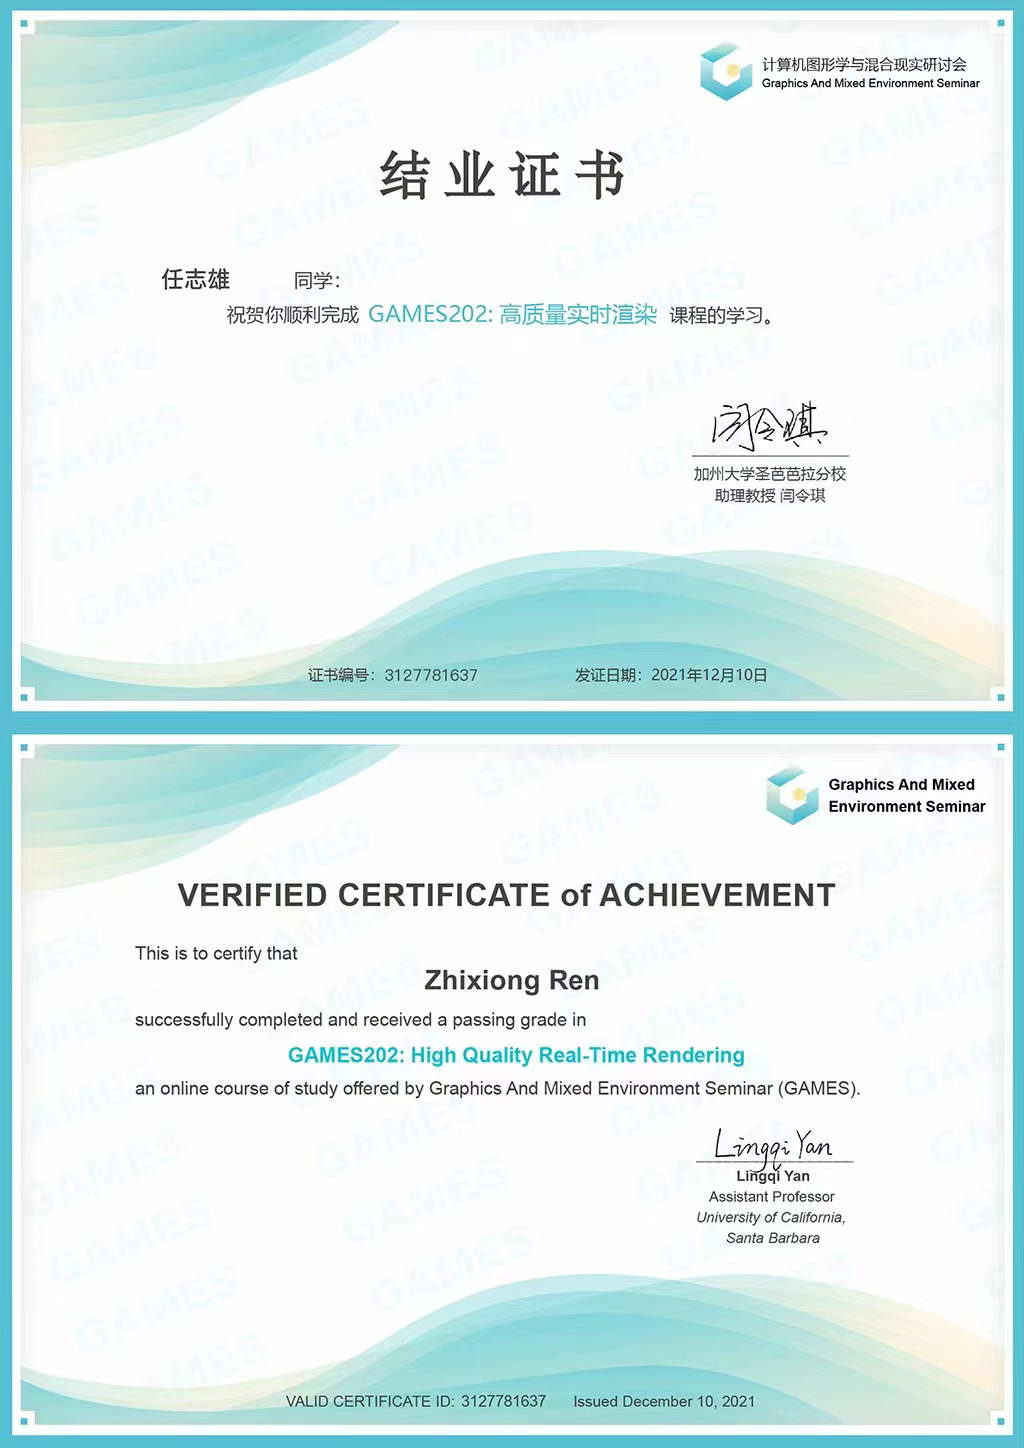 计算机图形学与混合现实研讨会
Graphics And Mixed Environment Seminar
结业证书
任志雄 同学：
祝贺你顺利完成 GAMES202: 高质量实时渲染 课程的学习。
闫令琪
加州大学圣芭芭拉分校
助理教授 闫令琪
证书编号：3127781637 发证日期：2021年12月10日
Graphics And Mixed
Environment Seminar
VERIFIED CERTIFICATE of ACHIEVEMENT
This is to certify that
Zhixiong Ren
successfully completed and received a passing grade in
GAMES202: High Quality Real-Time Rendering
an online course of study offered by Graphics And Mixed Environment Seminar (GAMES).
Lingqi Yan
Lingqi Yan
Assistant Professor
University of California,
Santa Barbara
VALID CERTIFICATE ID: 3127781637 Issued December 10, 2021